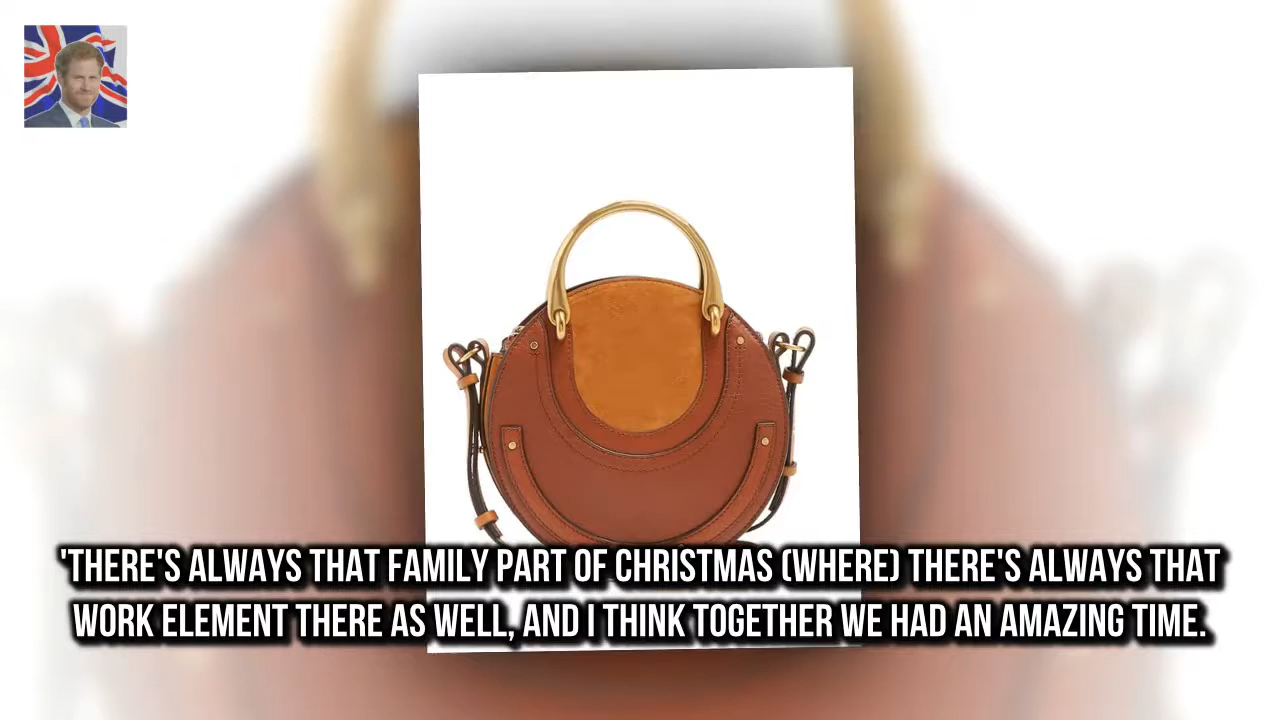 'THERE'S ALWAYS THAT FAMILY PART OF CHRISTMAS (WHERE) THERE'S ALWAYS THAT
WORK ELEMENT THERE AS WELL, AND I THINK TOGETHER WE HAD AN AMAZING TIME.